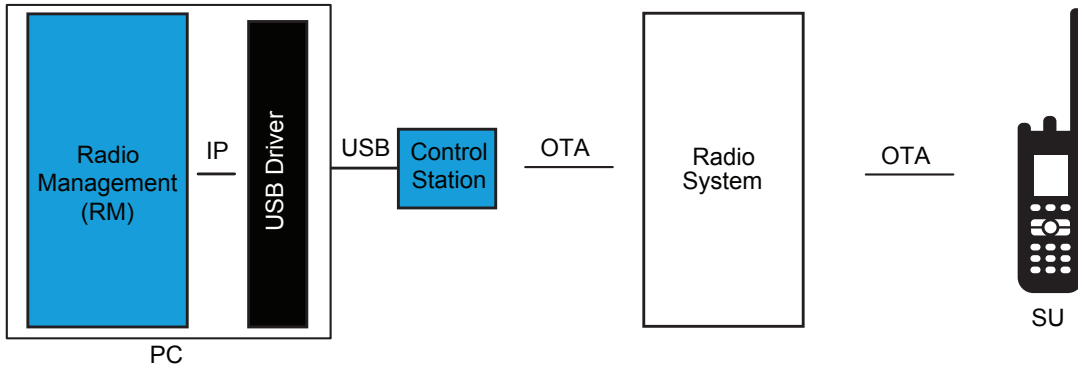 Radio
Management
(RM)
IP
USB Driver
USB
Control
Station
OTA
Radio
System
OTA
SU
PC